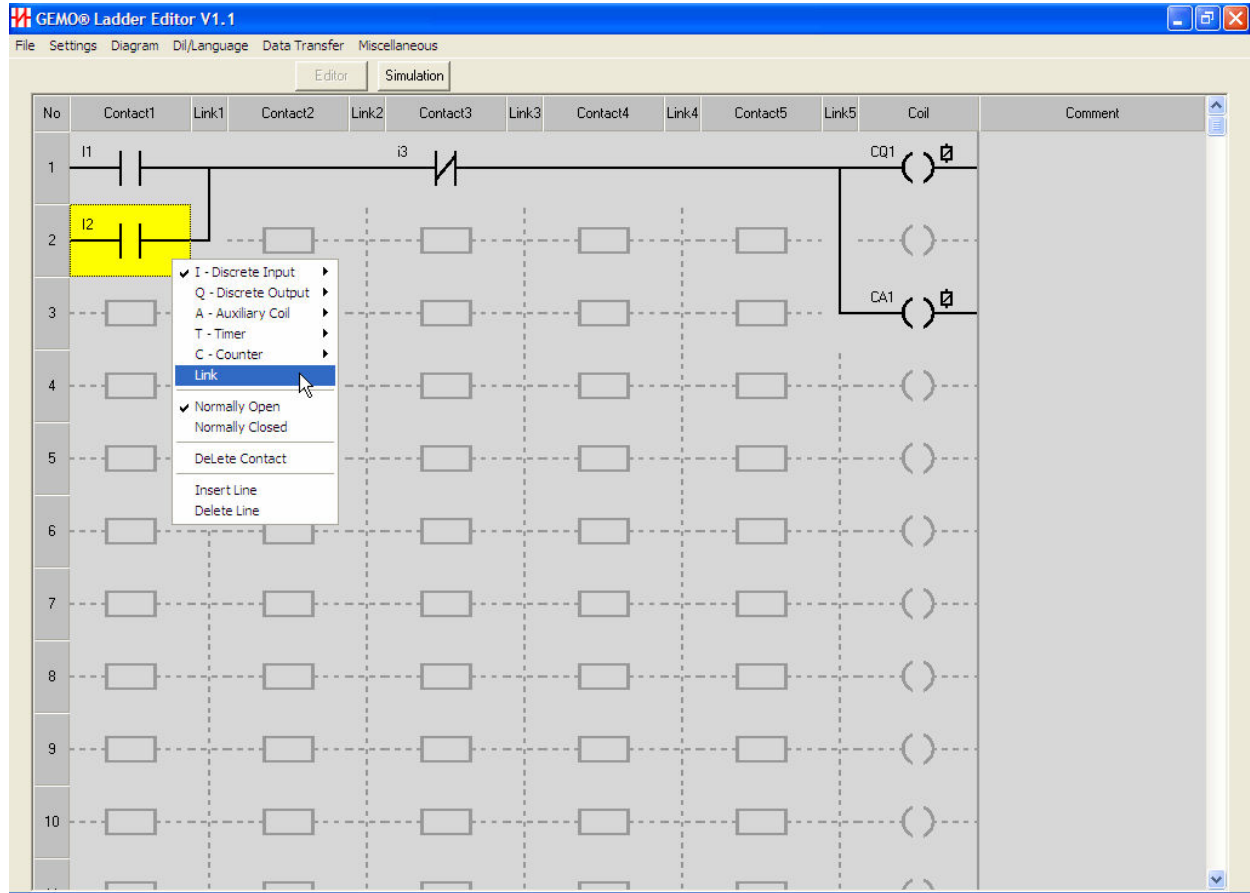 GEMO® Ladder Editor V1.1
File Settings Diagram Dil/Language Data Transfer Miscellaneous
Editor Simulation
No Contact1 Link1 Contact2 Link2 Contact3 Link3 Contact4 Link4 Contact5 Link5 Coil Comment
I1 i3 CQ1
1
I2
2
I - Discrete Input
Q - Discrete Output
3 A - Auxiliary Coil CA1
T - Timer
C - Counter
4 Link
Normally Open
Normally Closed
5 DeLete Contact
Insert Line
Delete Line
6
7
8
9
10